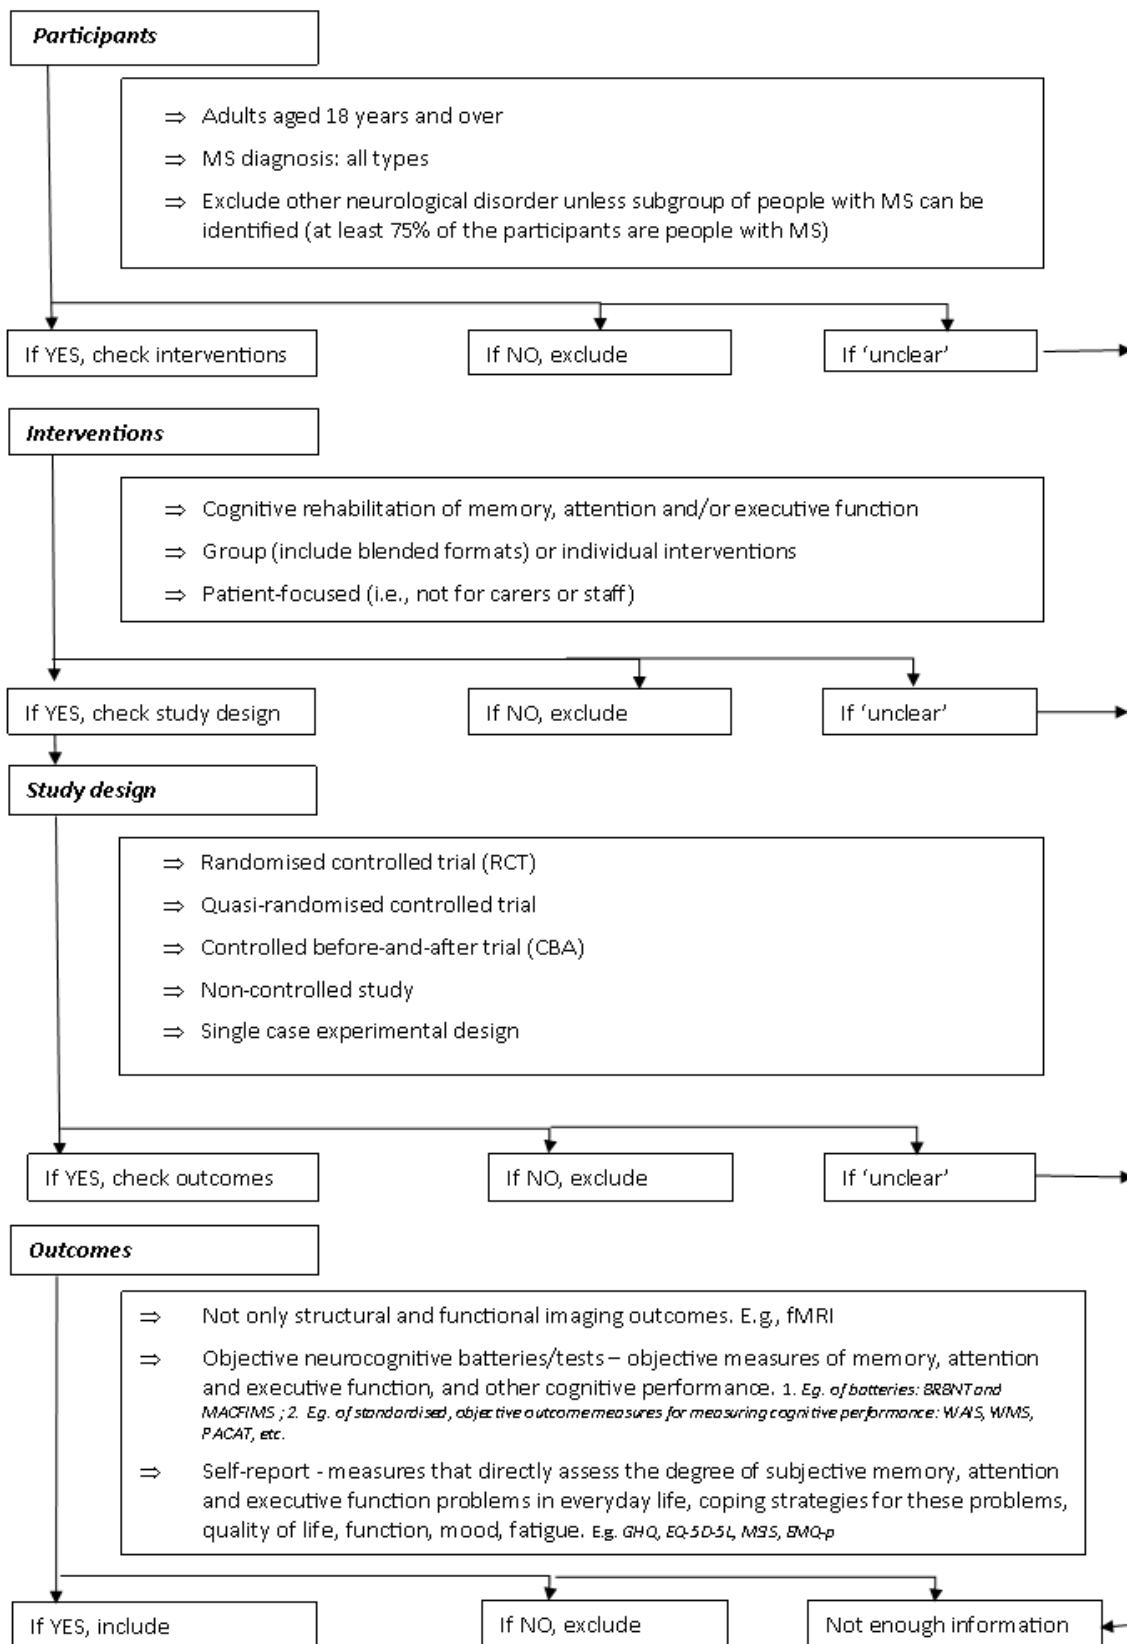 Participants
⇒ Adults aged 18 years and over
⇒ MS diagnosis: all types
⇒ Exclude other neurological disorder unless subgroup of people with MS can be
identified (at least 75% of the participants are people with MS)
If YES, check interventions
If NO, exclude
If ‘unclear’
Interventions
⇒ Cognitive rehabilitation of memory, attention and/or executive function
⇒ Group (include blended formats) or individual interventions
⇒ Patient-focused (i.e., not for carers or staff)
If YES, check study design
If NO, exclude
If ‘unclear’
Study design
⇒ Randomised controlled trial (RCT)
⇒ Quasi-randomised controlled trial
⇒ Controlled before-and-after trial (CBA)
⇒ Non-controlled study
⇒ Single case experimental design
If YES, check outcomes
If NO, exclude
If ‘unclear’
Outcomes
⇒ Not only structural and functional imaging outcomes. E.g., fMRI
⇒ Objective neurocognitive batteries/tests – objective measures of memory, attention
and executive function, and other cognitive performance. 1. Eg. of batteries: BRBNT and
MACFIMS ; 2. Eg. of standardised, objective outcome measures for measuring cognitive performance: WAIS, WMS,
PACAT, etc.
⇒ Self-report - measures that directly assess the degree of subjective memory, attention
and executive function problems in everyday life, coping strategies for these problems,
quality of life, function, mood, fatigue. E.g. GHQ, EQ-5D-5L, MSIS, EMQ-p
If YES, include
If NO, exclude
Not enough information